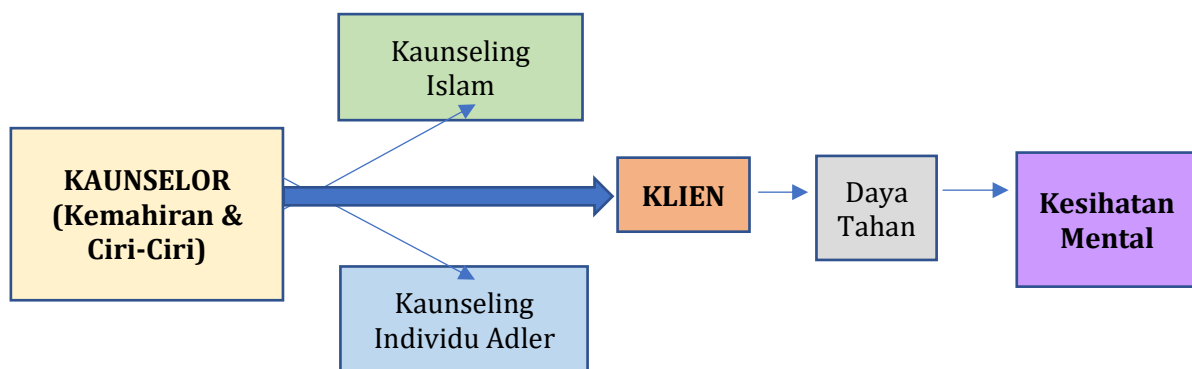 Kaunseling
Islam
KAUNSELOR
(Kemahiran &
Ciri-Ciri)
KLIEN
Daya
Tahan
Kesihatan
Mental
Kaunseling
Individu Adler